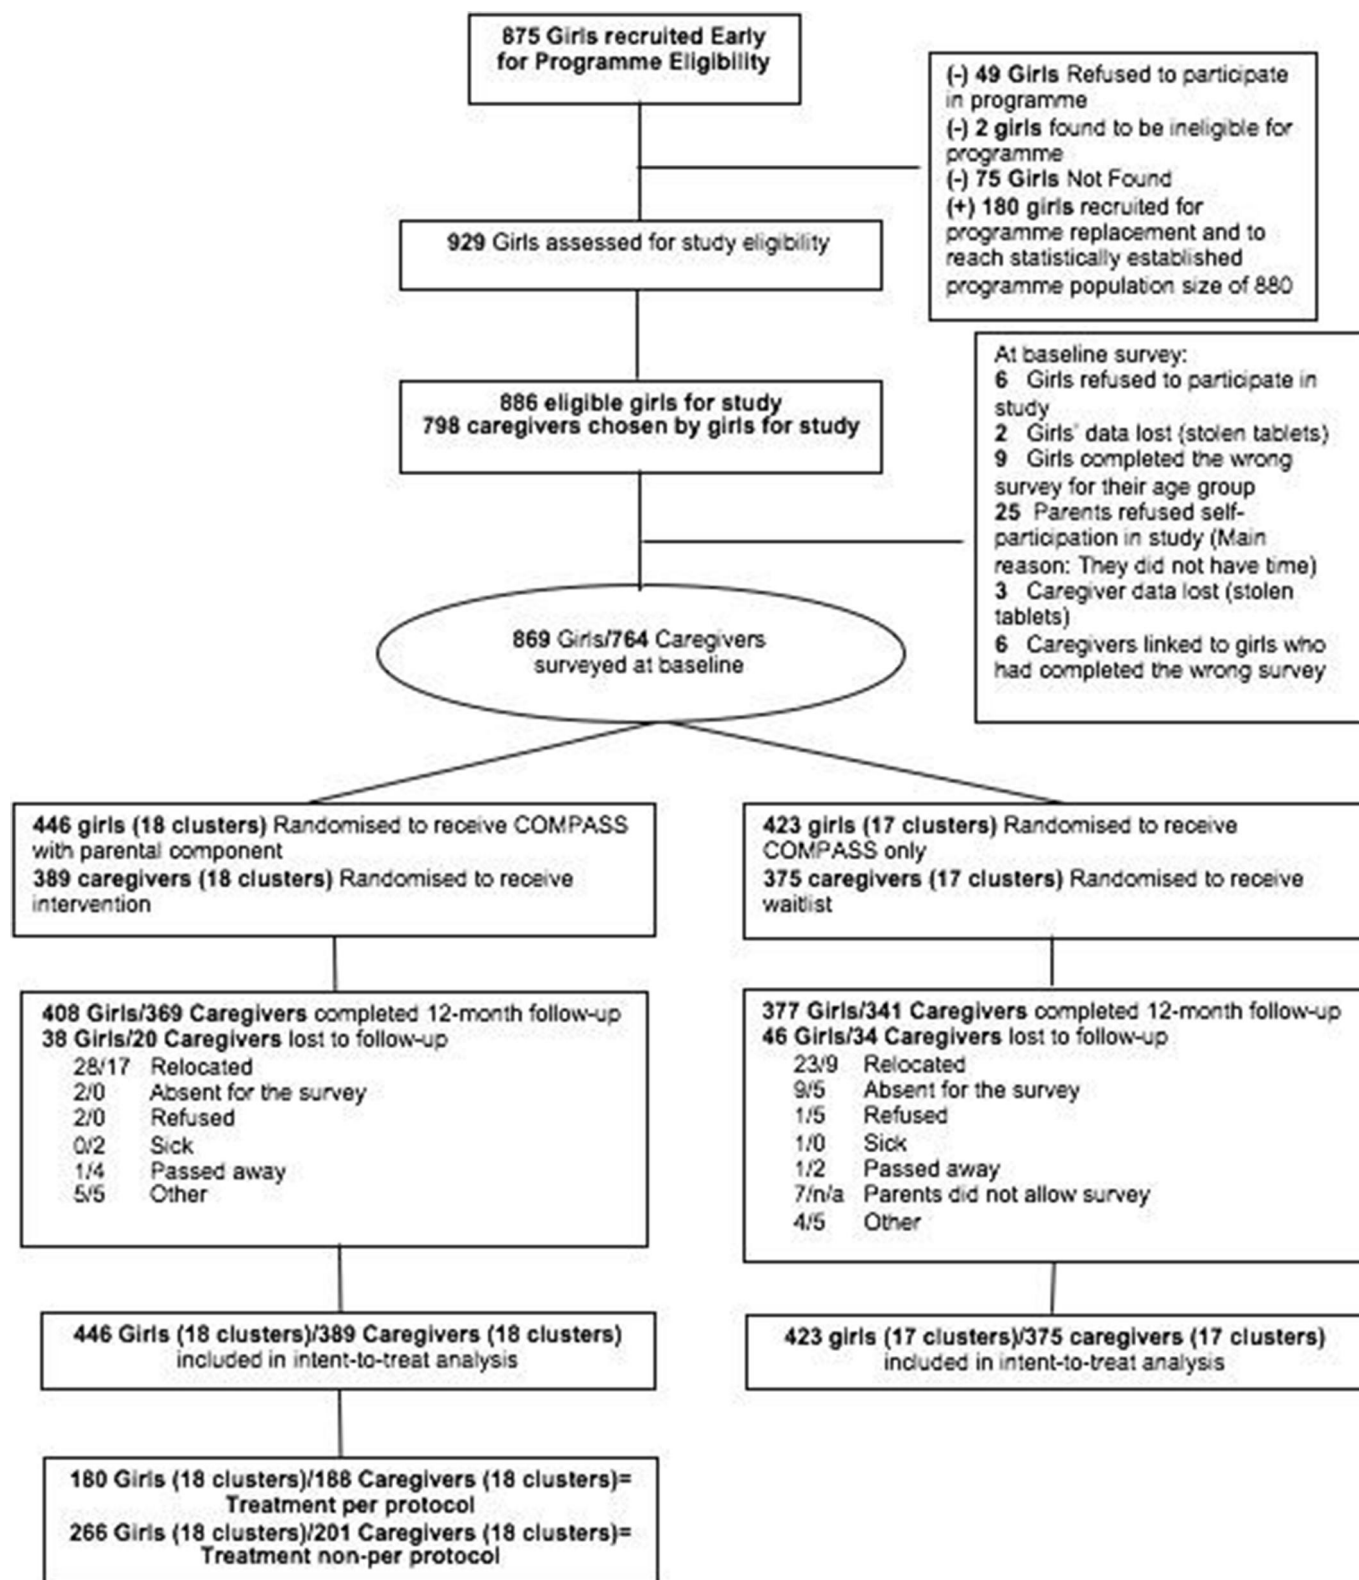 875 Girls recruited Early
for Programme Eligibility
(-) 49 Girls Refused to participate
in programme
(-) 2 girls found to be ineligible for
programme
(-) 75 Girls Not Found
(+) 180 girls recruited for
programme replacement and to
reach statistically established
programme population size of 880
929 Girls assessed for study eligibility
886 eligible girls for study
798 caregivers chosen by girls for study
At baseline survey:
6 Girls refused to participate in
study
2 Girls' data lost (stolen tablets)
9 Girls completed the wrong
survey for their age group
25 Parents refused self-
participation in study (Main
reason: They did not have time)
3 Caregiver data lost (stolen
tablets)
6 Caregivers linked to girls who
had completed the wrong survey
869 Girls/764 Caregivers
surveyed at baseline
446 girls (18 clusters) Randomised to receive COMPASS
with parental component
389 caregivers (18 clusters) Randomised to receive
intervention
423 girls (17 clusters) Randomised to receive
COMPASS only
375 caregivers (17 clusters) Randomised to receive
waitlist
408 Girls/369 Caregivers completed 12-month follow-up
38 Girls/20 Caregivers lost to follow-up
28/17 Relocated
2/0 Absent for the survey
2/0 Refused
0/2 Sick
1/4 Passed away
5/5 Other
377 Girls/341 Caregivers completed 12-month follow-up
46 Girls/34 Caregivers lost to follow-up
23/9 Relocated
9/5 Absent for the survey
1/5 Refused
1/0 Sick
1/2 Passed away
7/n/a Parents did not allow survey
4/5 Other
446 Girls (18 clusters)/389 Caregivers (18 clusters)
included in intent-to-treat analysis
423 girls (17 clusters)/375 caregivers (17 clusters)
included in intent-to-treat analysis
180 Girls (18 clusters)/188 Caregivers (18 clusters)=
Treatment per protocol
266 Girls (18 clusters)/201 Caregivers (18 clusters)=
Treatment non-per protocol